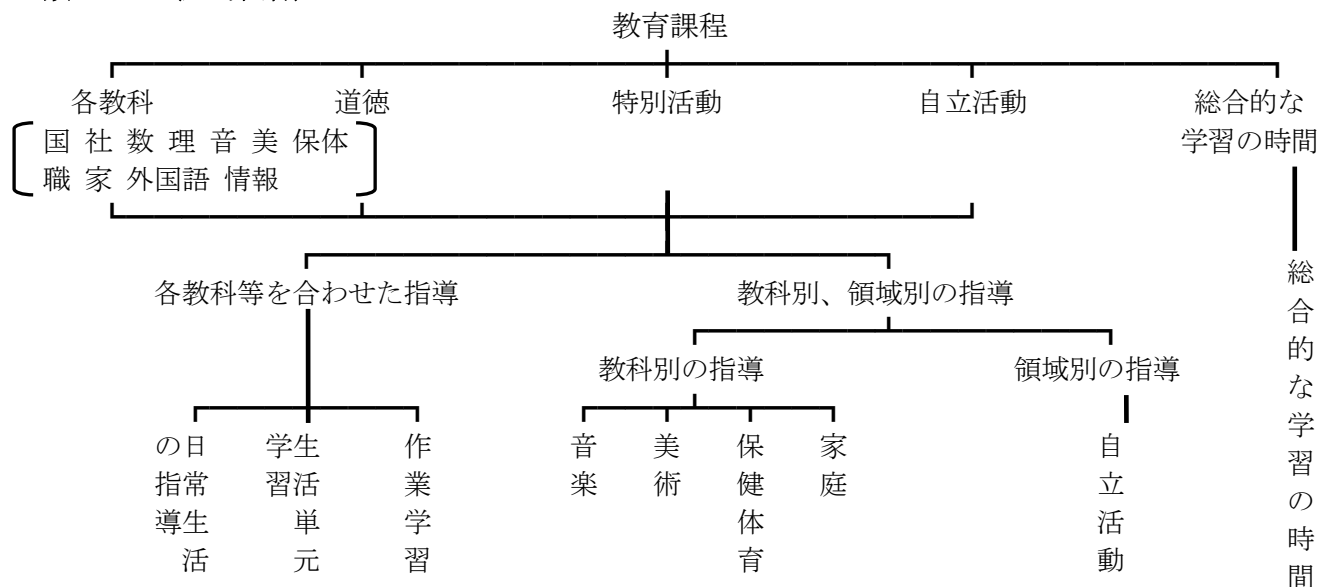 教育課程
各教科
道徳
特別活動
自立活動
総合的な
学習の時間
国 社 数 理 音 美 保体
職 家 外国語 情報
各教科等を合わせた指導
教科別、領域別の指導
教科別の指導
領域別の指導
日常生活
の指導
生活単元
学習
作業学習
音楽
美術
保健体育
家庭
自立活動
総合的な学習の時間